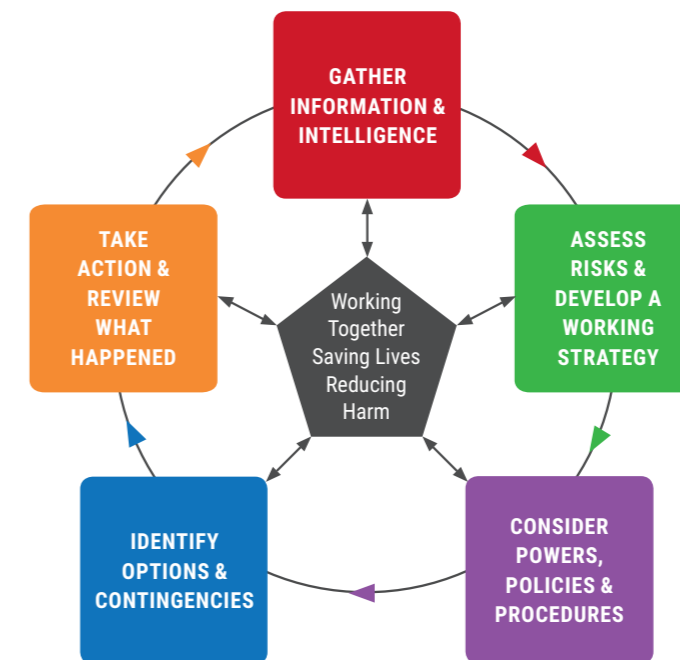 GATHER
INFORMATION &
INTELLIGENCE
ASSESS
RISKS &
DEVELOP A
WORKING
STRATEGY
CONSIDER
POWERS,
POLICIES &
PROCEDURES
IDENTIFY
OPTIONS &
CONTINGENCIES
TAKE
ACTION &
REVIEW
WHAT
HAPPENED
Working
Together
Saving Lives
Reducing
Harm